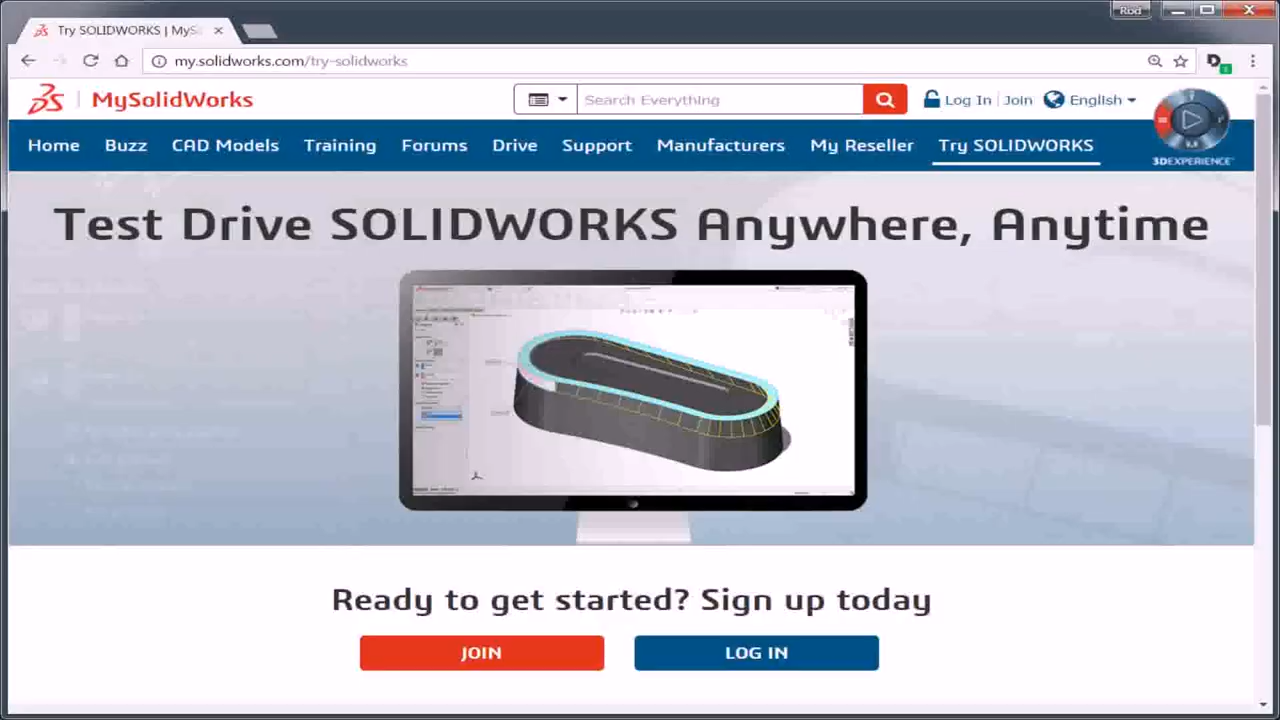 Rod
Try SOLIDWORKS | MyS
my.solidworks.com/try-solidworks
MySolidWorks
Search Everything
Log In | Join
English
Home Buzz CAD Models Training Forums Drive Support Manufacturers My Reseller Try SOLIDWORKS
3DEXPERIENCE
Test Drive SOLIDWORKS Anywhere, Anytime
Ready to get started? Sign up today
JOIN LOG IN